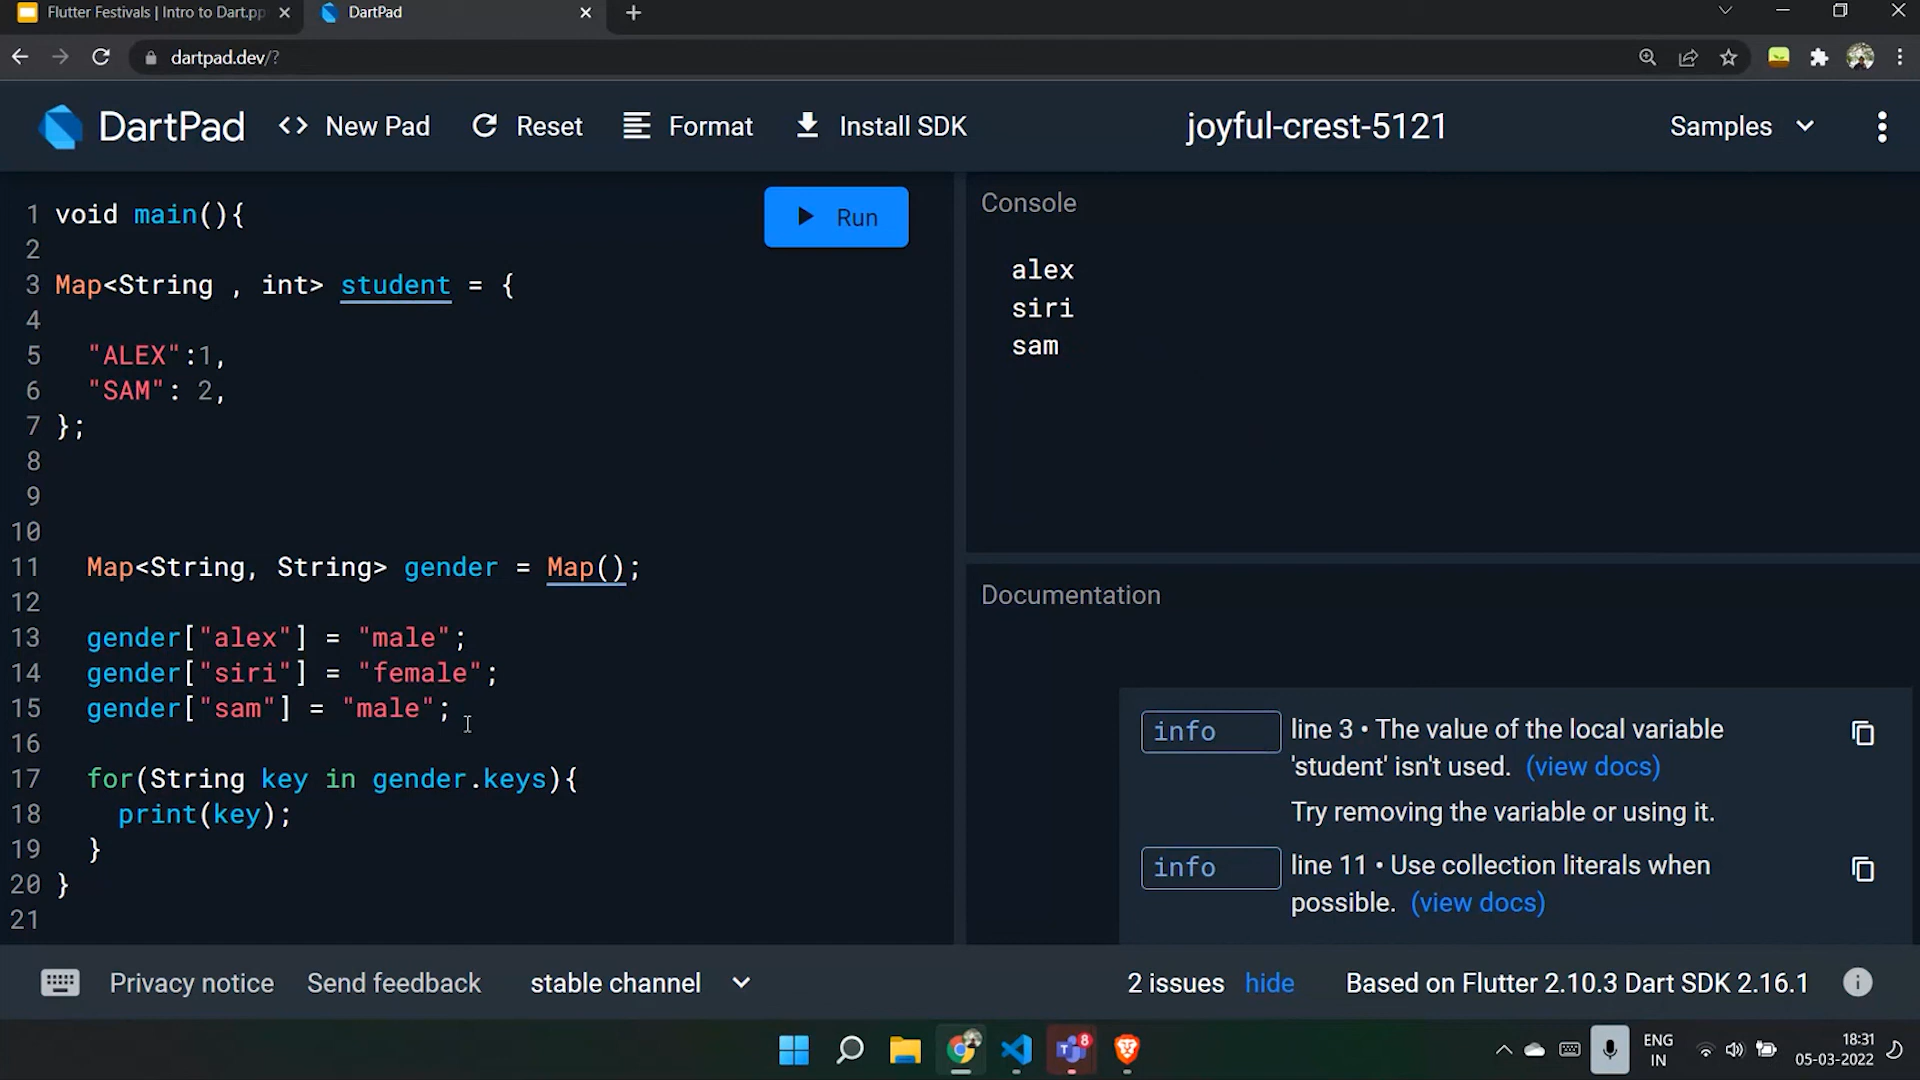 Flutter Festivals | Intro to Dart.pp
DartPad
dartpad.dev/?
DartPad
<> New Pad
Reset
Format
Install SDK
joyful-crest-5121
Samples
Run
1 void main(){
2
3 Map<String , int> student = {
4
5 "ALEX":1,
6 "SAM": 2,
7 };
8
9
10
11 Map<String, String> gender = Map();
12
13 gender["alex"] = "male";
14 gender["siri"] = "female";
15 gender["sam"] = "male";
16
17 for(String key in gender.keys){
18 print(key);
19 }
20 }
21
Console
alex
siri
sam
Documentation
info
line 3 • The value of the local variable
'student' isn't used. (view docs)
Try removing the variable or using it.
info
line 11 • Use collection literals when
possible. (view docs)
Privacy notice
Send feedback
stable channel
2 issues hide
Based on Flutter 2.10.3 Dart SDK 2.16.1
8
ENG
IN
18:31
05-03-2022